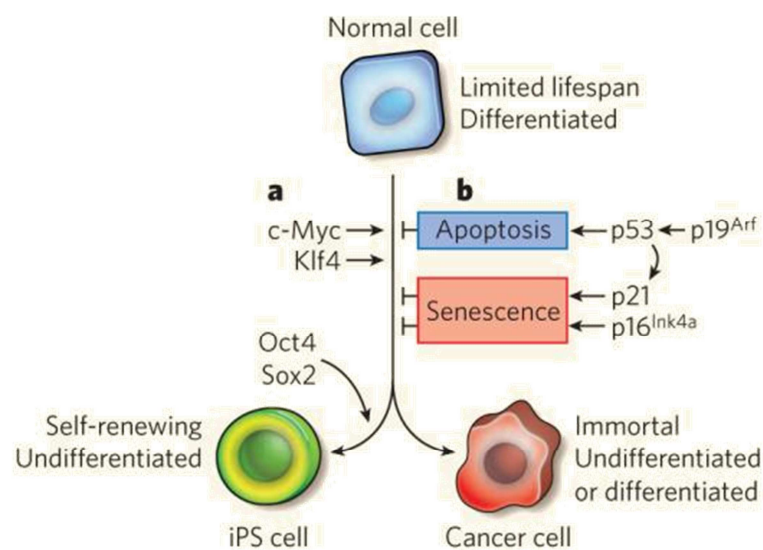 Normal cell
Limited lifespan
Differentiated
a
b
c-Myc
Klf4
Apoptosis
p53
p19Arf
Senescence
p21
p16Ink4a
Oct4
Sox2
Self-renewing
Undifferentiated
Immortal
Undifferentiated
or differentiated
iPS cell
Cancer cell